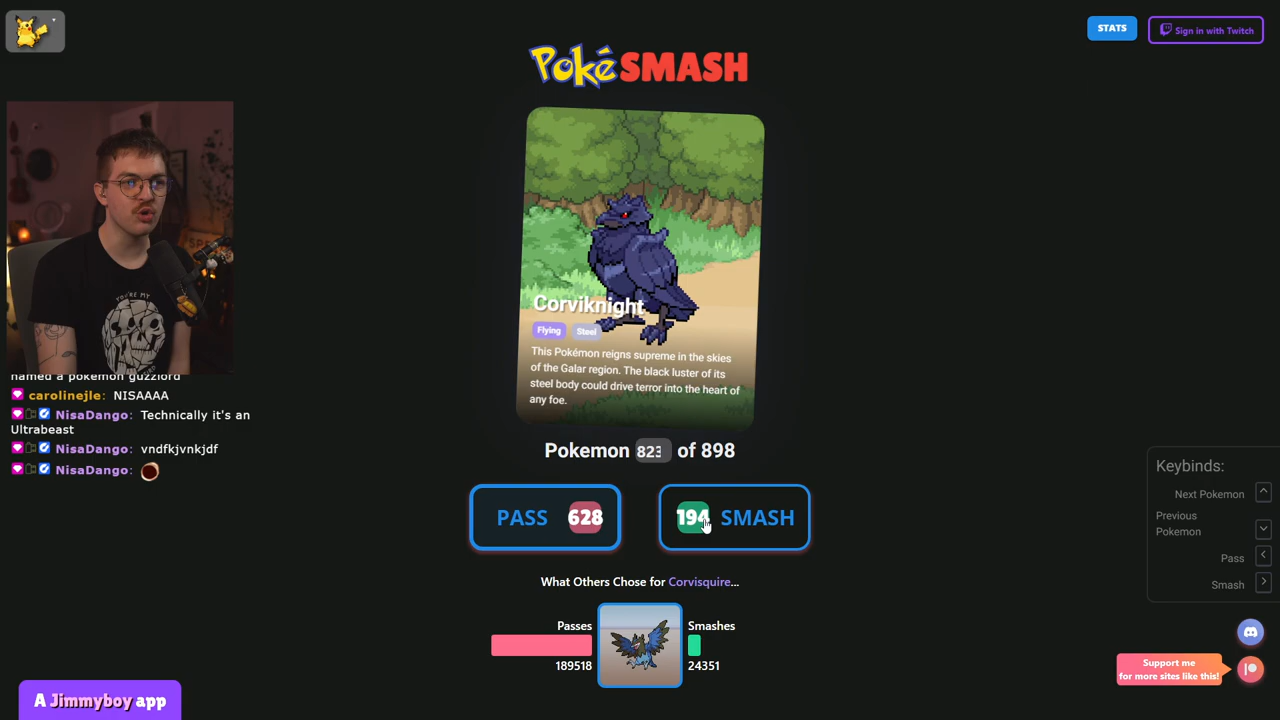 STATS
Sign in with Twitch
PokéSMASH
YOU'RE MY
Corviknight
Flying Steel
This Pokémon reigns supreme in the skies
of the Galar region. The black luster of its
steel body could drive terror into the heart of
any foe.
named a pokemon guzzlord
carolinejle: NISAAAA
NisaDango: Technically it's an
Ultrabeast
NisaDango: vndfkjvnkjdf
NisaDango:
Pokemon 823 of 898
PASS 628
194 SMASH
What Others Chose for Corvisquire...
Passes
189518
Smashes
24351
Keybinds:
Next Pokemon
Previous
Pokemon
Pass
Smash
Support me
for more sites like this!
A Jimmyboy app